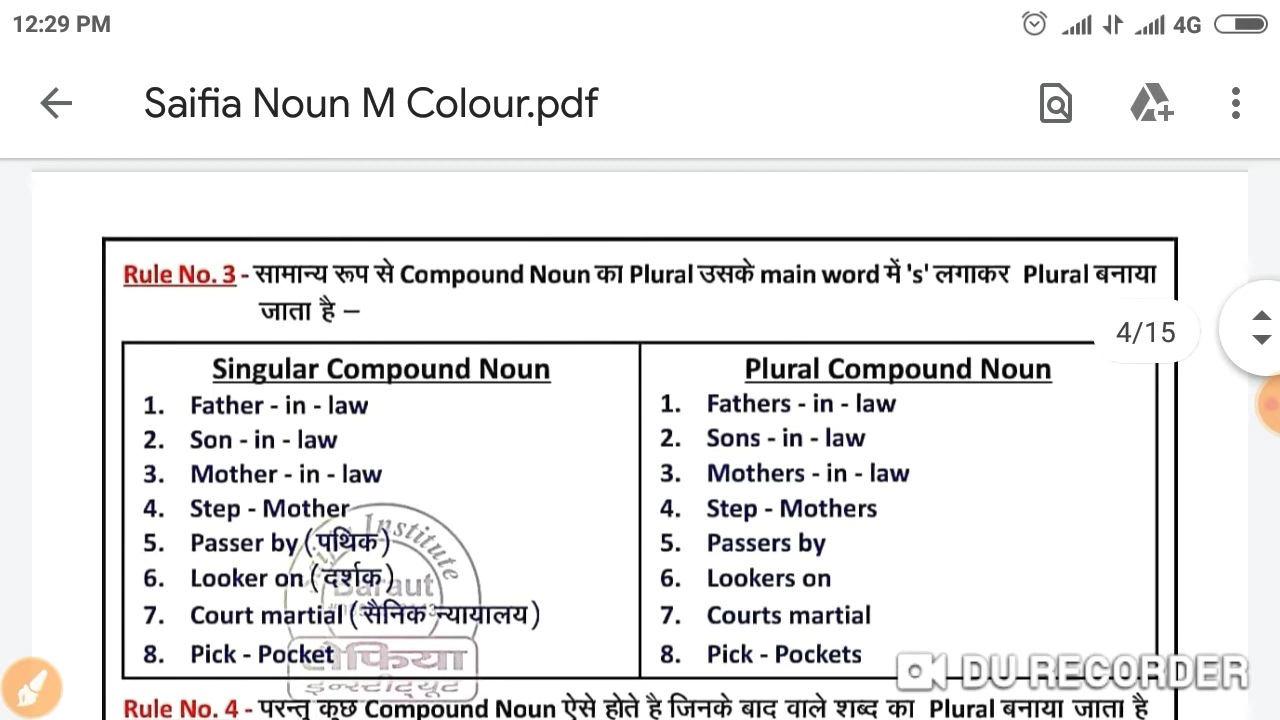 12:29 PM
4G
Saifia Noun M Colour.pdf
Rule No. 3 - सामान्य रूप से Compound Noun का Plural उसके main word में 's' लगाकर Plural बनाया
जाता है –
4/15
Singular Compound Noun
1. Father - in - law
2. Son - in - law
3. Mother - in - law
4. Step - Mother
5. Passer by (पथिक)
6. Looker on (दर्शक)
7. Court martial (सैनिक न्यायालय)
8. Pick - Pocket
Plural Compound Noun
1. Fathers - in - law
2. Sons - in - law
3. Mothers - in - law
4. Step - Mothers
5. Passers by
6. Lookers on
7. Courts martial
8. Pick - Pockets
Institute
Baraut
इन्स्टीट्यूट
DU RECORDER
Rule No. 4 - परन्तु कुछ Compound Noun ऐसे होते है जिनके बाद वाले शब्द का Plural बनाया जाता है